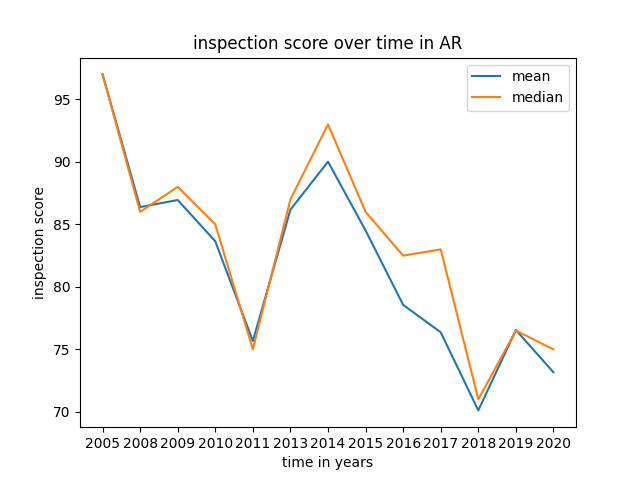 inspection score over time in AR
mean
median
95
90
85
80
75
70
inspection score
2005 2008 2009 2010 2011 2013 2014 2015 2016 2017 2018 2019 2020
time in years